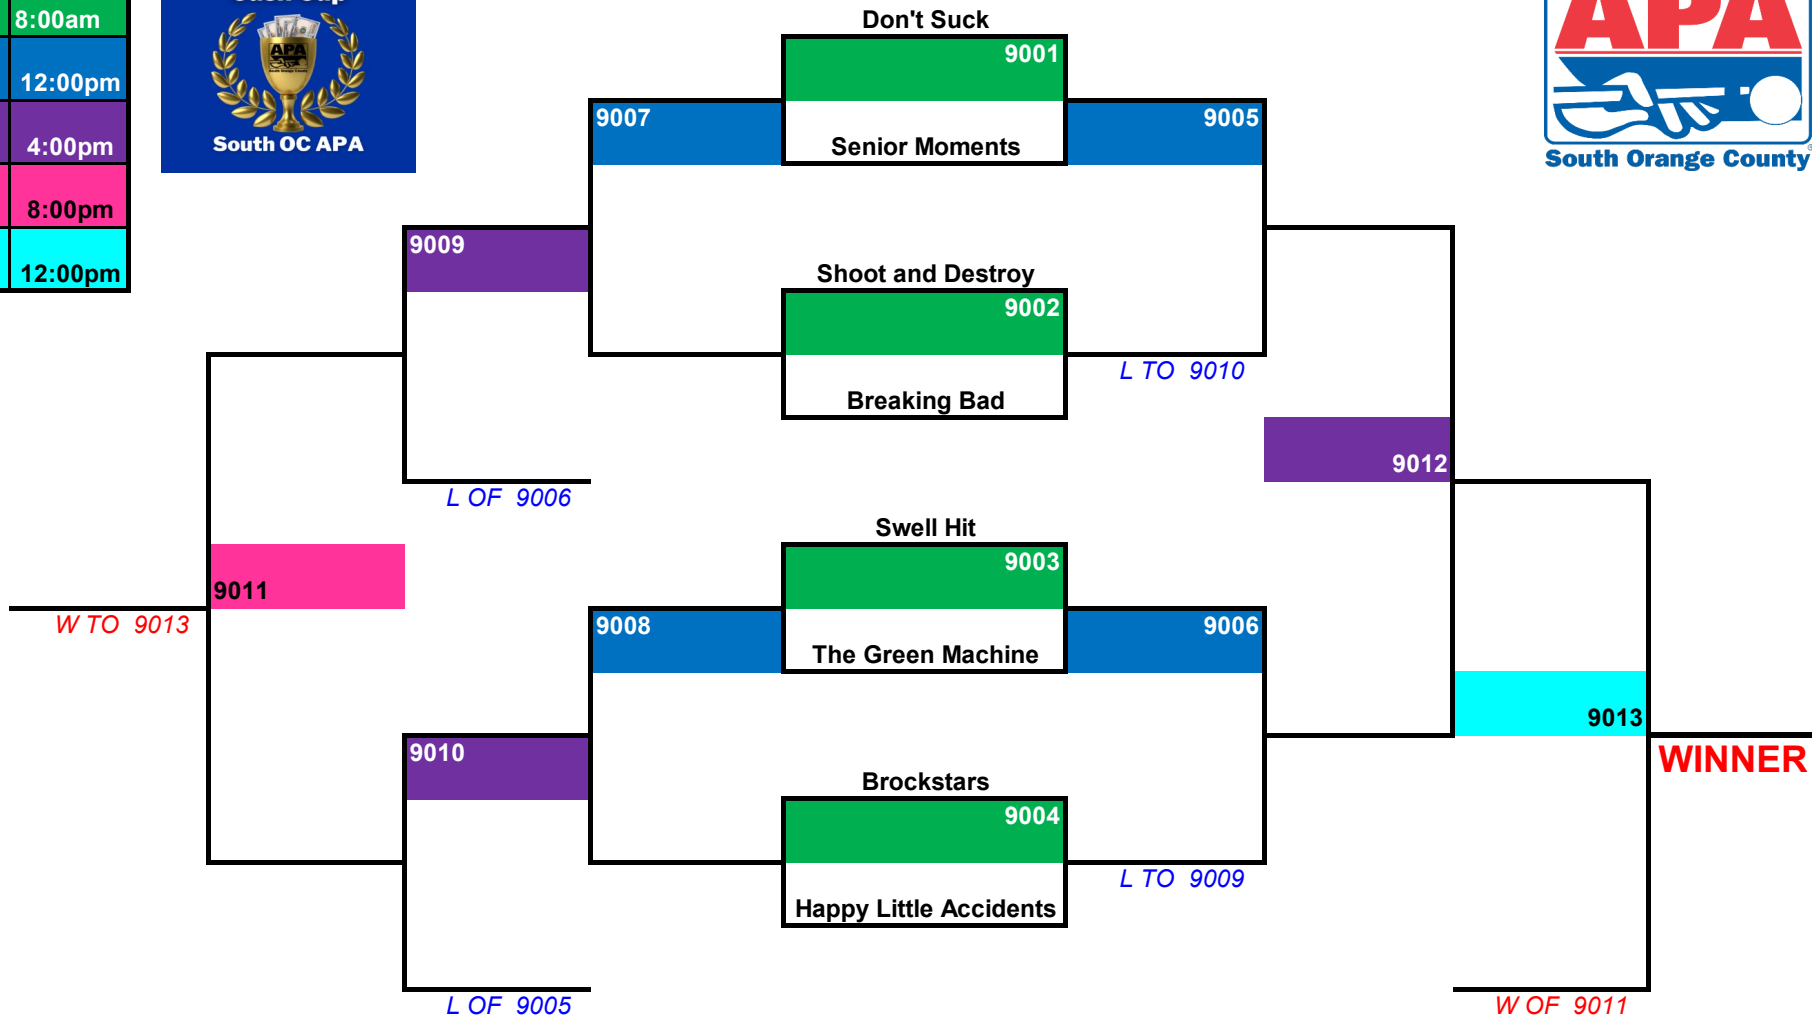 8:00am
12:00pm
4:00pm
8:00pm
12:00pm
APA
South OC APA
APA
South Orange County
Don't Suck
9001
9007
9005
Senior Moments
9009
Shoot and Destroy
9002
L TO 9010
Breaking Bad
9012
L OF 9006
Swell Hit
9003
9011
W TO 9013
9008
9006
The Green Machine
9013
9010
WINNER
Brockstars
9004
L TO 9009
Happy Little Accidents
L OF 9005
W OF 9011